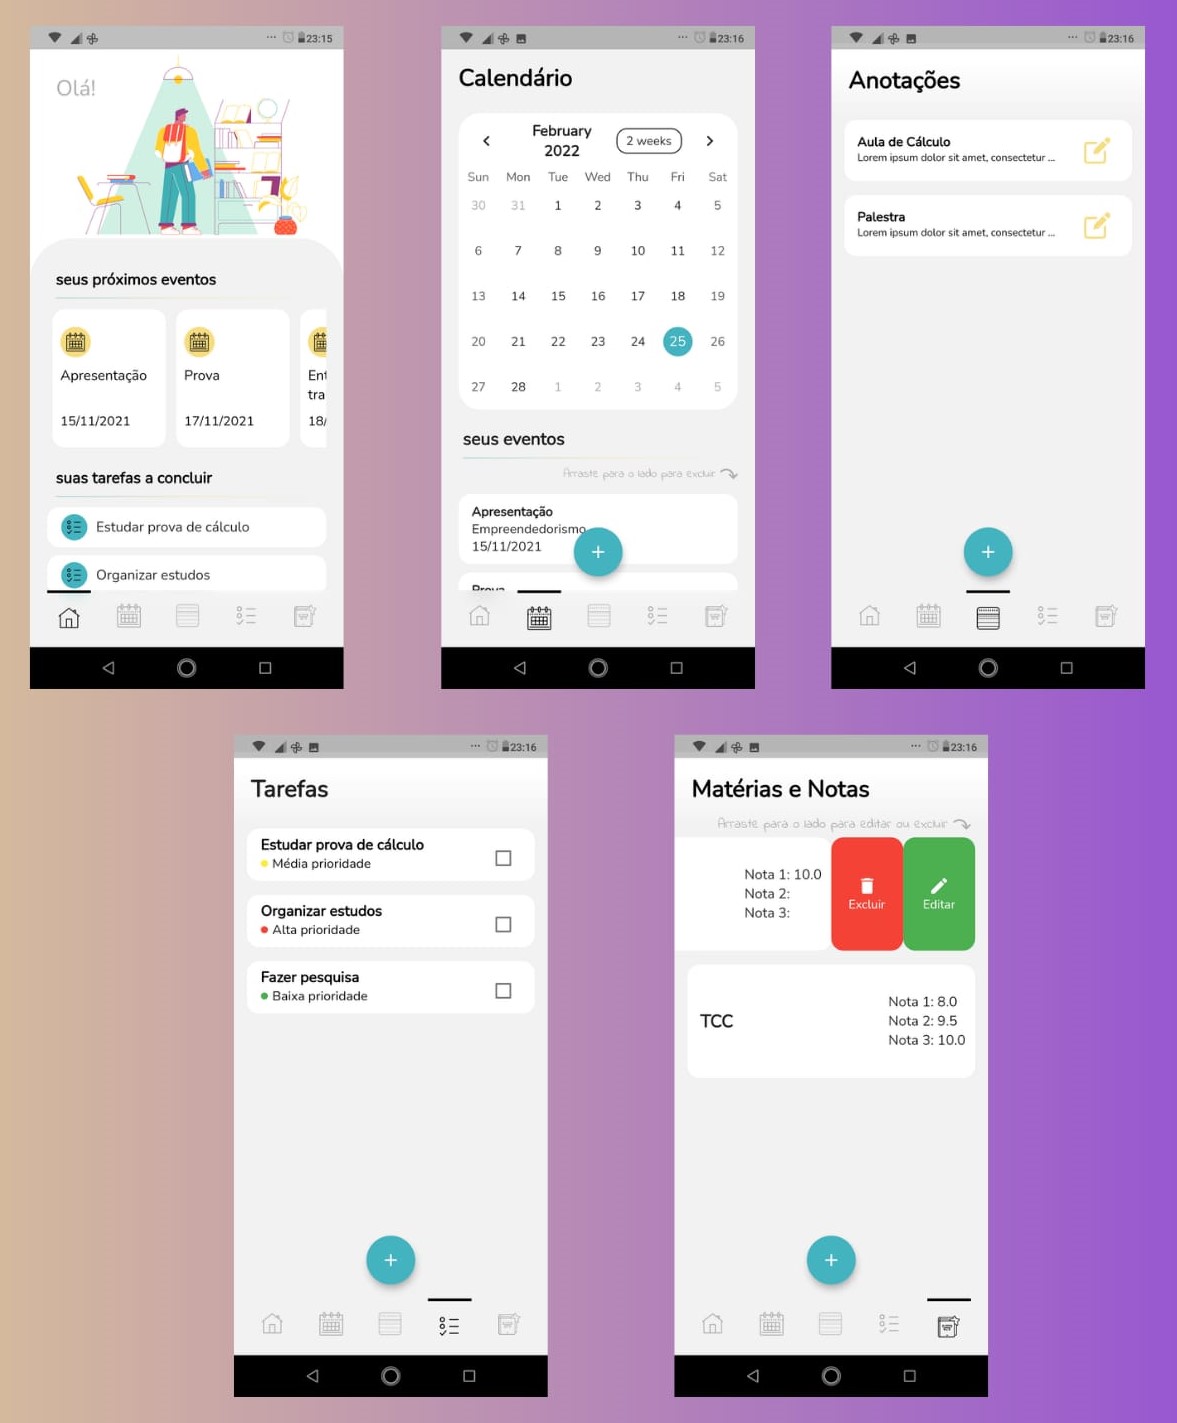 23:15
Olá!
seus próximos eventos
Apresentação
15/11/2021
Prova
17/11/2021
Ent
tra
18/
suas tarefas a concluir
Estudar prova de cálculo
Organizar estudos
23:16
Calendário
February
2022
2 weeks
Sun Mon Tue Wed Thu Fri Sat
30 31 1 2 3 4 5
6 7 8 9 10 11 12
13 14 15 16 17 18 19
20 21 22 23 24 25 26
27 28 1 2 3 4 5
seus eventos
Arraste para o lado para excluir
Apresentação
Empreendedorismo
15/11/2021
+
Prova
23:16
Anotações
Aula de Cálculo
Lorem ipsum dolor sit amet, consectetur ...
Palestra
Lorem ipsum dolor sit amet, consectetur ...
+
23:16
Tarefas
Estudar prova de cálculo
Média prioridade
Organizar estudos
Alta prioridade
Fazer pesquisa
Baixa prioridade
+
23:16
Matérias e Notas
Arraste para o lado para editar ou excluir
Nota 1: 10.0
Nota 2:
Nota 3:
Excluir
Editar
TCC
Nota 1: 8.0
Nota 2: 9.5
Nota 3: 10.0
+